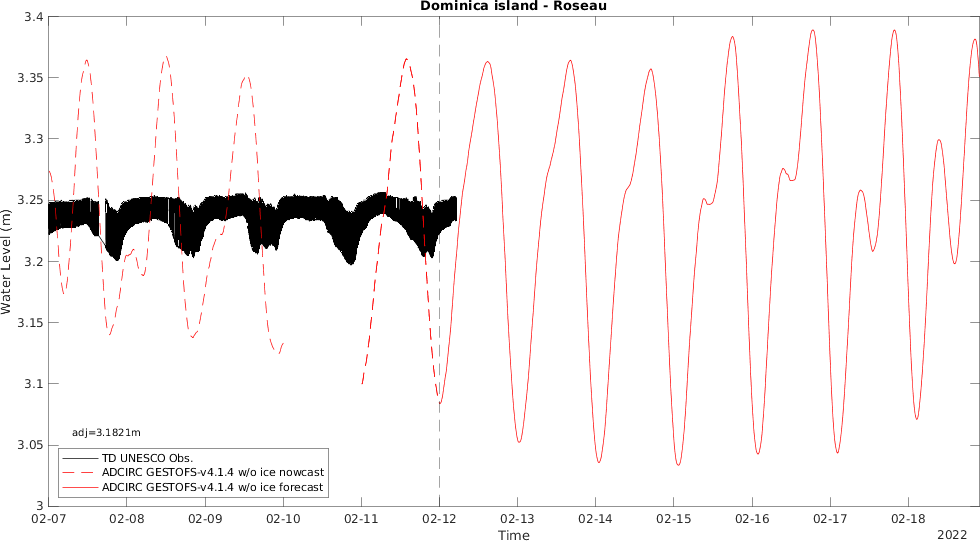 Dominica island - Roseau
3.4
3.35
3.3
3.25
3.2
3.15
3.1
3.05
3
Water Level (m)
adj=3.1821m
TD UNESCO Obs.
ADCIRC GESTOFS-v4.1.4 w/o ice nowcast
ADCIRC GESTOFS-v4.1.4 w/o ice forecast
02-07 02-08 02-09 02-10 02-11 02-12 02-13 02-14 02-15 02-16 02-17 02-18
Time
2022